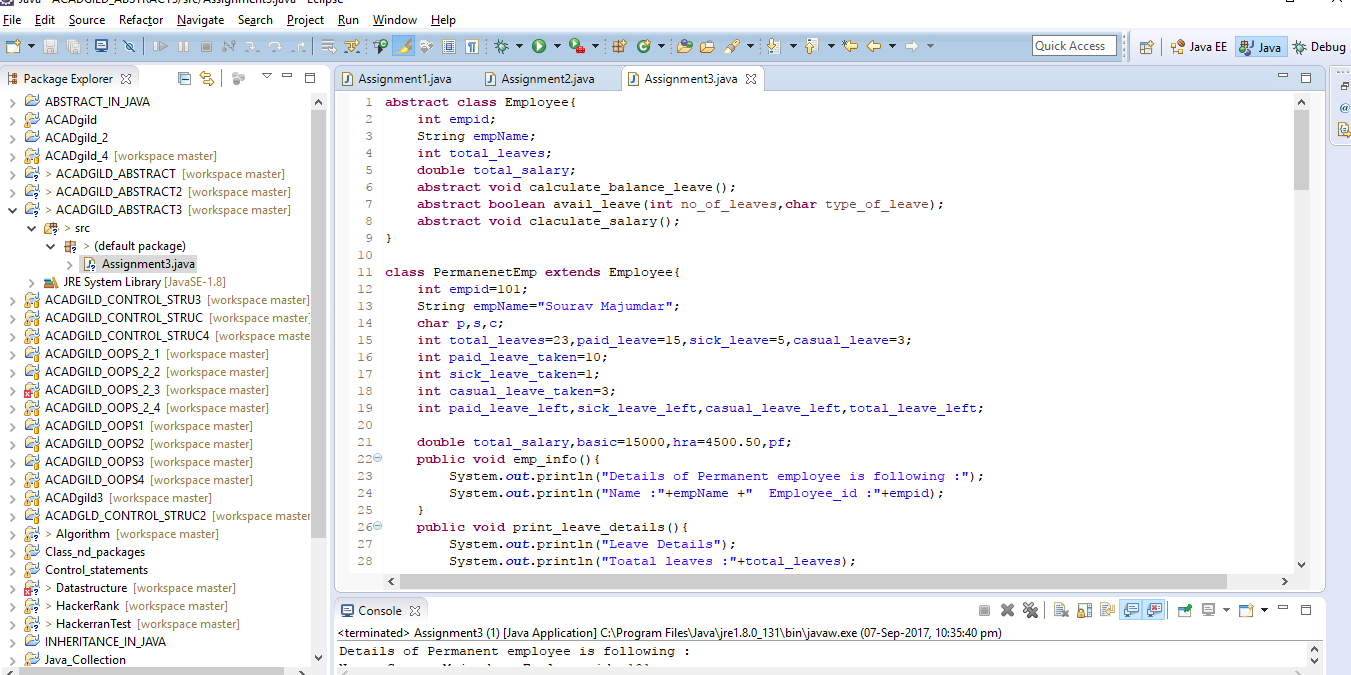 Java - ACADGILD_ABSTRACT3/src/Assignment3.java - Eclipse
File Edit Source Refactor Navigate Search Project Run Window Help
Quick Access Java EE Java Debug
Package Explorer
ABSTRACT_IN_JAVA
ACADgild
ACADgild_2
ACADgild_4 [workspace master]
> ACADGILD_ABSTRACT [workspace master]
> ACADGILD_ABSTRACT2 [workspace master]
> ACADGILD_ABSTRACT3 [workspace master]
> src
> (default package)
Assignment3.java
JRE System Library [JavaSE-1.8]
ACADGILD_CONTROL_STRU3 [workspace master]
ACADGILD_CONTROL_STRUC [workspace master]
ACADGILD_CONTROL_STRUC4 [workspace maste
ACADGILD_OOPS_2_1 [workspace master]
ACADGILD_OOPS_2_2 [workspace master]
ACADGILD_OOPS_2_3 [workspace master]
ACADGILD_OOPS_2_4 [workspace master]
ACADGILD_OOPS1 [workspace master]
ACADGILD_OOPS2 [workspace master]
ACADGILD_OOPS3 [workspace master]
ACADGILD_OOPS4 [workspace master]
ACADgild3 [workspace master]
ACADGLD_CONTROL_STRUC2 [workspace master
> Algorithm [workspace master]
Class_nd_packages
Control_statements
> Datastructure [workspace master]
> HackerRank [workspace master]
> HackerranTest [workspace master]
INHERITANCE_IN_JAVA
Java_Collection
Assignment1.java Assignment2.java Assignment3.java
1 abstract class Employee{
2 int empid;
3 String empName;
4 int total_leaves;
5 double total_salary;
6 abstract void calculate_balance_leave();
7 abstract boolean avail_leave(int no_of_leaves,char type_of_leave);
8 abstract void claculate_salary();
9 }
10
11 class PermanenetEmp extends Employee{
12 int empid=101;
13 String empName="Sourav Majumdar";
14 char p,s,c;
15 int total_leaves=23,paid_leave=15,sick_leave=5,casual_leave=3;
16 int paid_leave_taken=10;
17 int sick_leave_taken=1;
18 int casual_leave_taken=3;
19 int paid_leave_left,sick_leave_left,casual_leave_left,total_leave_left;
20
21 double total_salary,basic=15000,hra=4500.50,pf;
22 public void emp_info(){
23 System.out.println("Details of Permanent employee is following :");
24 System.out.println("Name :"+empName +"  Employee_id :"+empid);
25 }
26 public void print_leave_details(){
27 System.out.println("Leave Details");
28 System.out.println("Toatal leaves :"+total_leaves);
Console
<terminated> Assignment3 (1) [Java Application] C:\Program Files\Java\jre1.8.0_131\bin\javaw.exe (07-Sep-2017, 10:35:40 pm)
Details of Permanent employee is following :